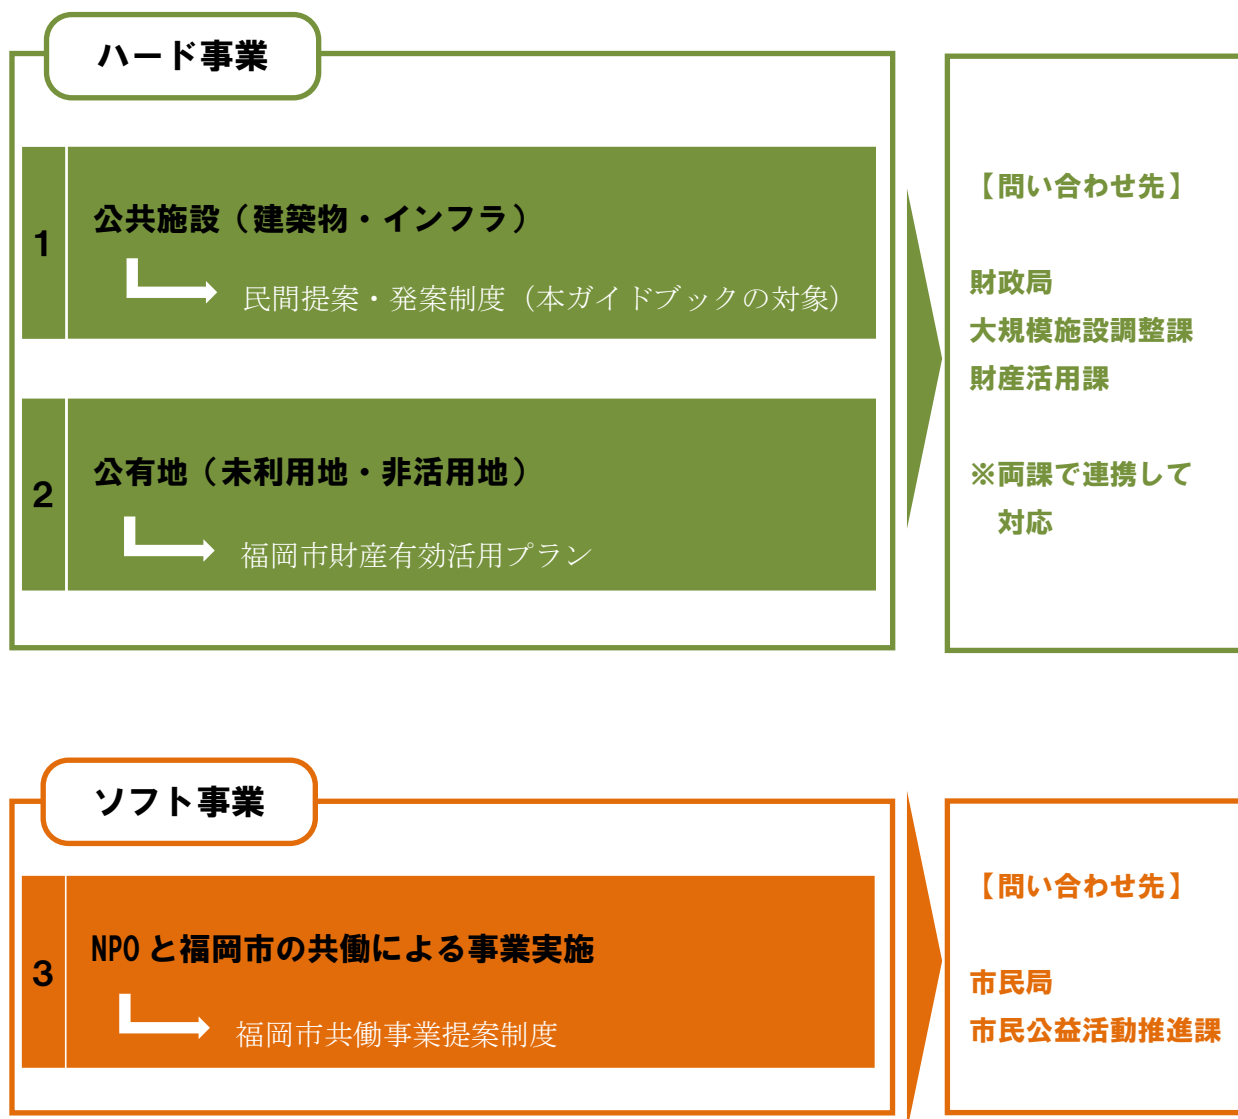 ハード事業
1
公共施設（建築物・インフラ）
民間提案・発案制度（本ガイドブックの対象）
2
公有地（未利用地・非活用地）
福岡市財産有効活用プラン
【問い合わせ先】
財政局
大規模施設調整課
財産活用課
※両課で連携して
対応
ソフト事業
3
NPOと福岡市の共働による事業実施
福岡市共働事業提案制度
【問い合わせ先】
市民局
市民公益活動推進課